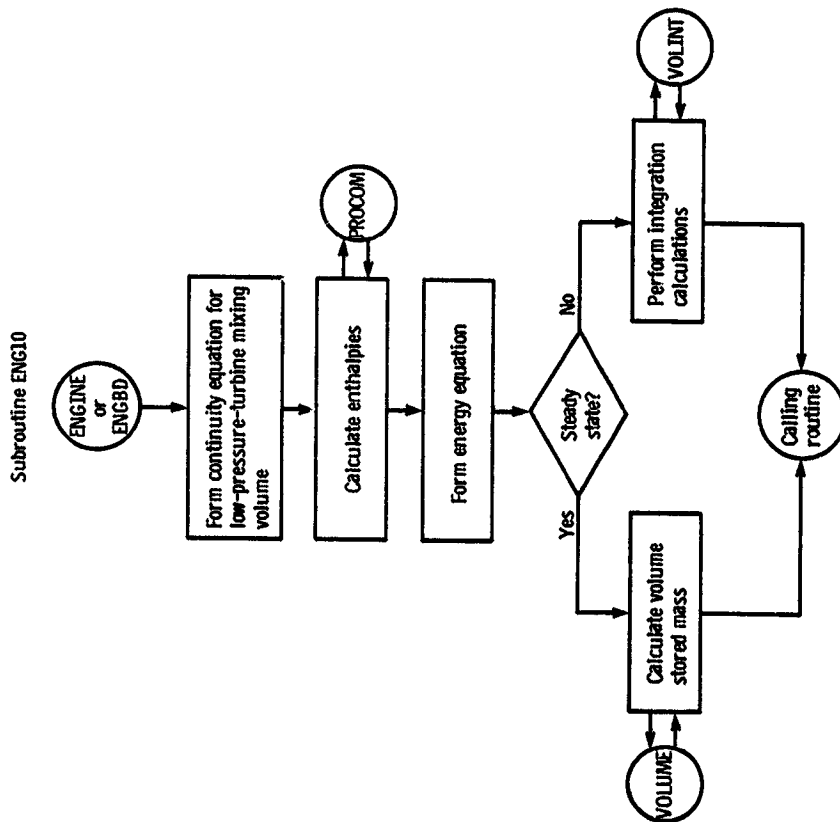 Subroutine ENG10
ENGINE
or
ENGBD
Form continuity equation for
low-pressure-turbine mixing
volume
Calculate enthalpies
PROCOM
Form energy equation
Steady
state?
Yes
No
Calculate volume
stored mass
VOLUME
Perform integration
calculations
VOLINT
Calling
routine